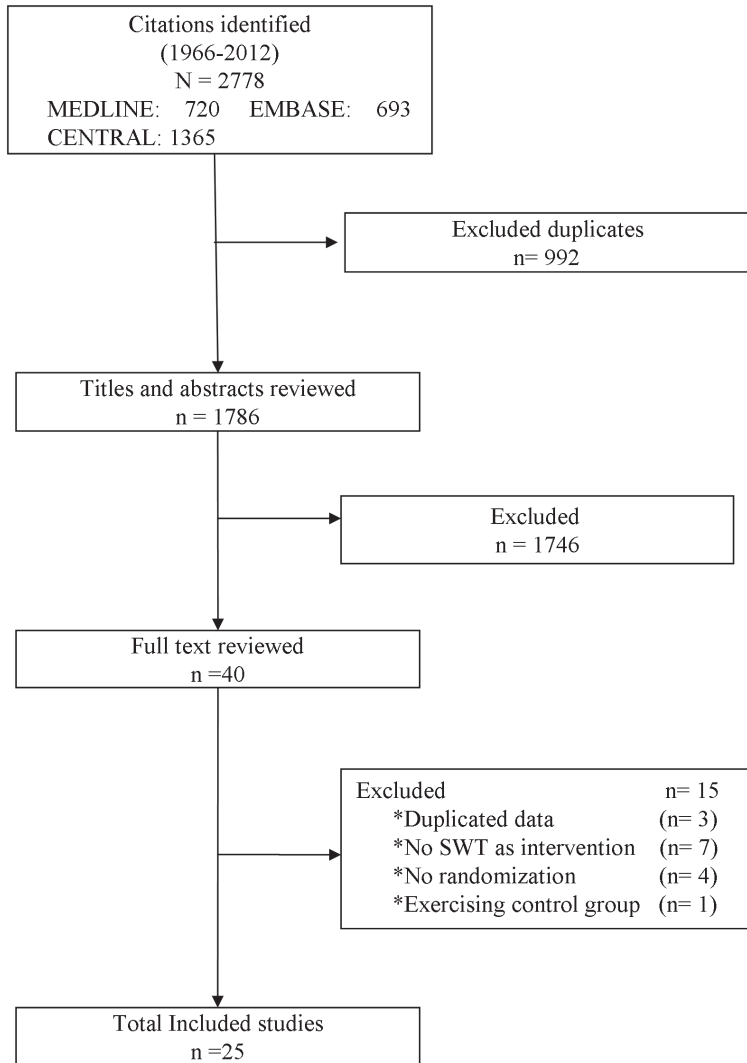 Citations identified
(1966-2012)
N = 2778
MEDLINE: 720 EMBASE: 693
CENTRAL: 1365
Excluded duplicates
n= 992
Titles and abstracts reviewed
n = 1786
Excluded
n = 1746
Full text reviewed
n =40
Excluded n= 15
*Duplicated data (n= 3)
*No SWT as intervention (n= 7)
*No randomization (n= 4)
*Exercising control group (n= 1)
Total Included studies
n =25